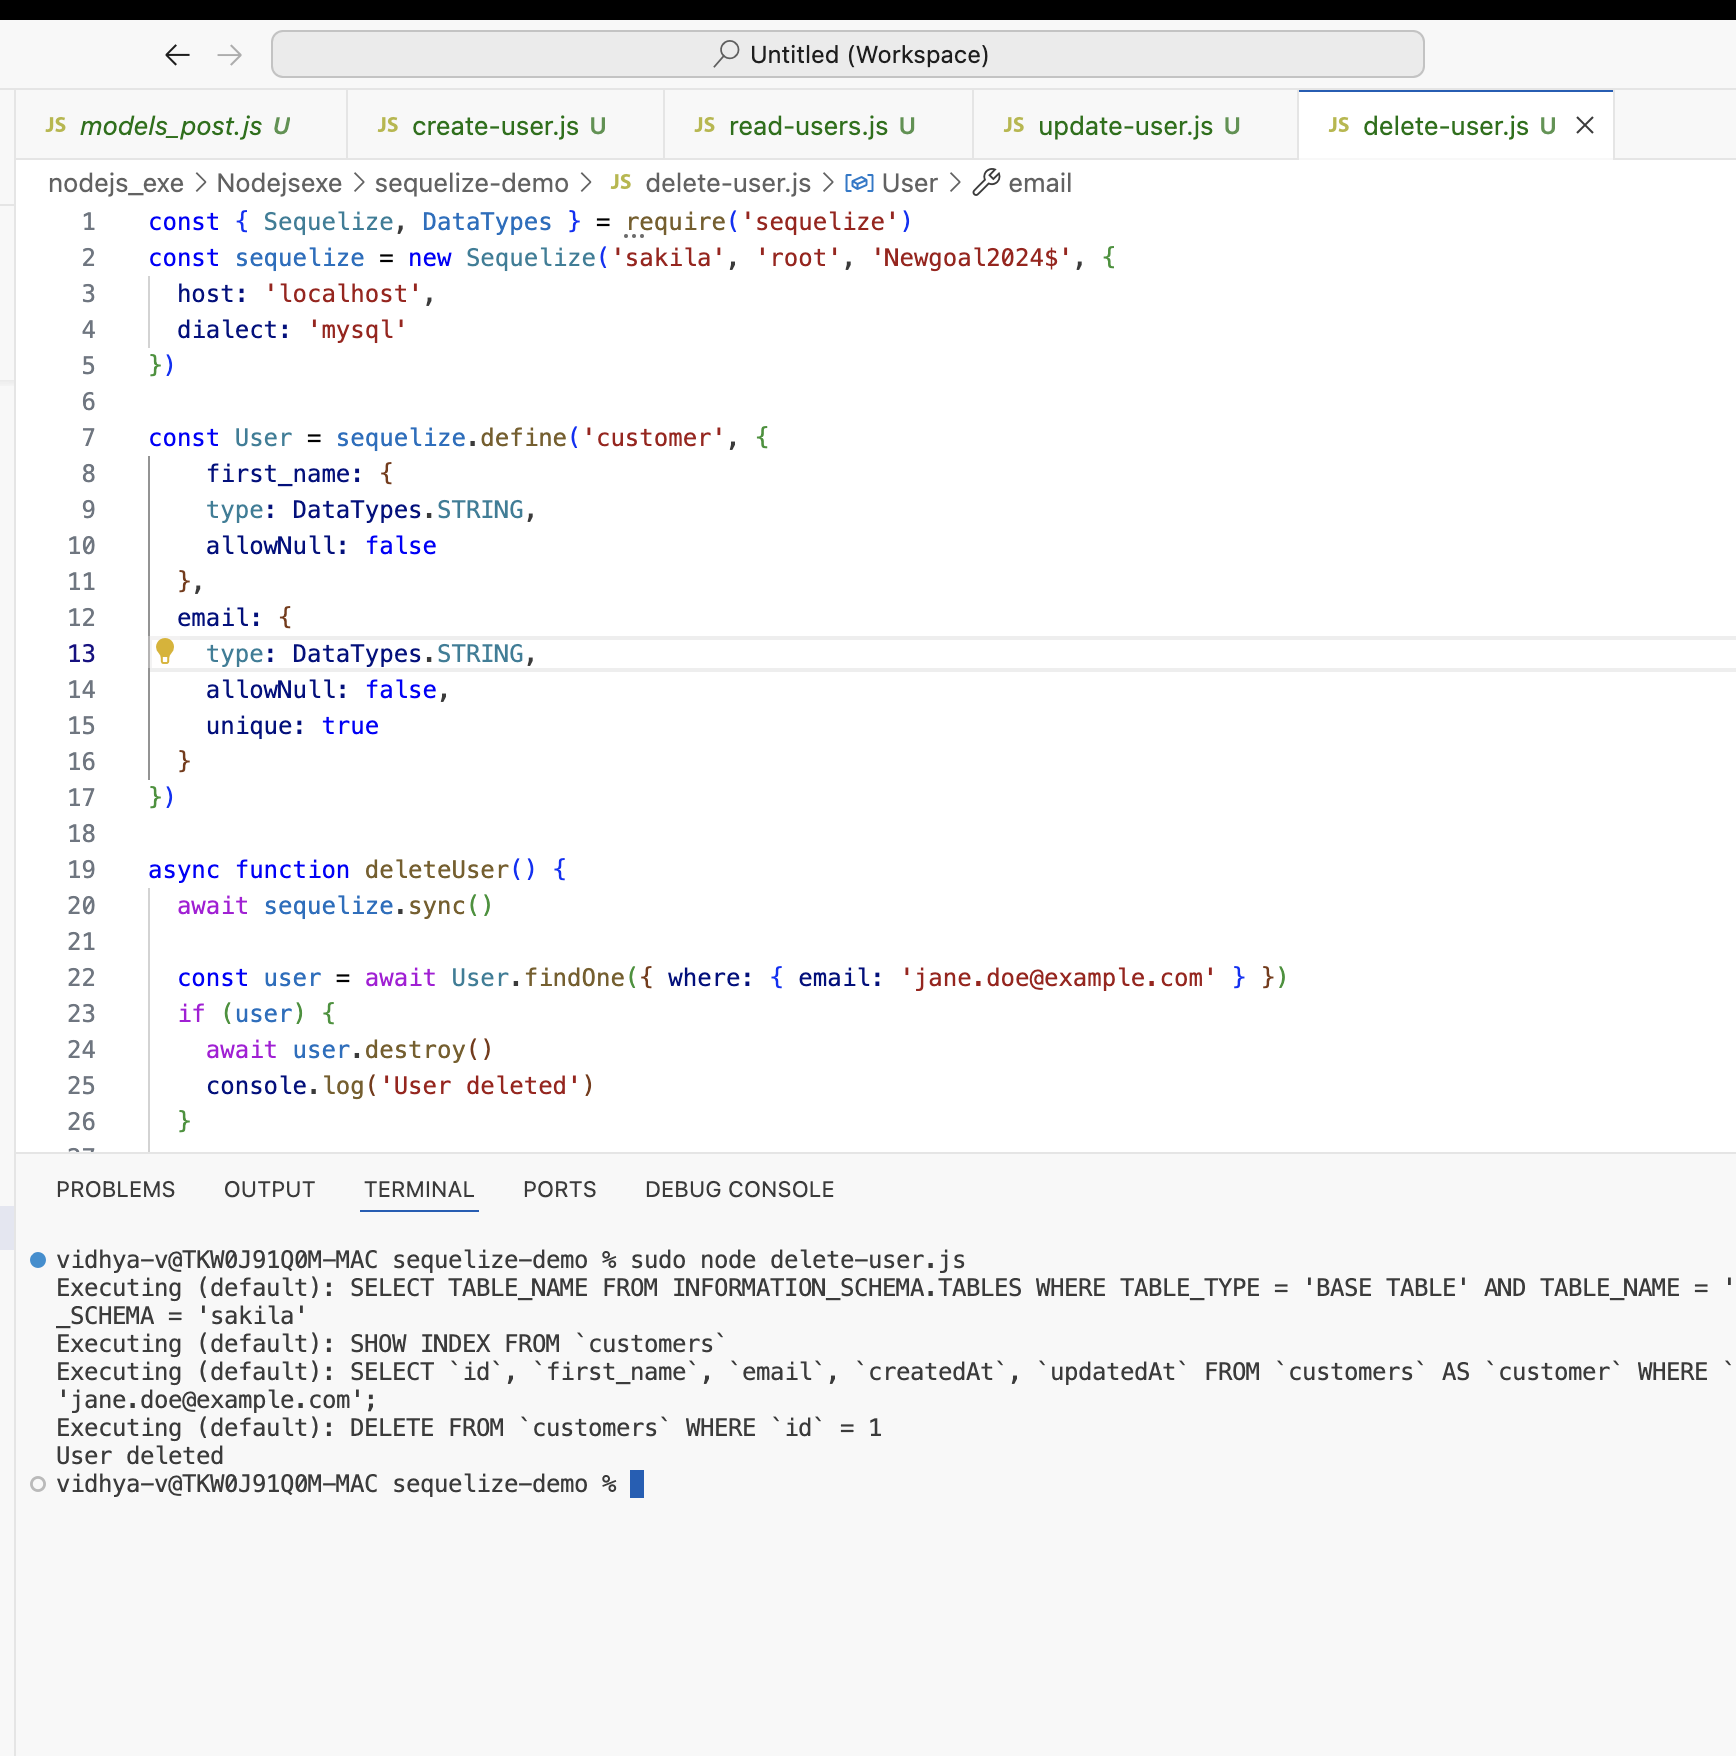 Untitled (Workspace)
JS models_post.js U JS create-user.js U JS read-users.js U JS update-user.js U JS delete-user.js U
nodejs_exe > Nodejsexe > sequelize-demo > JS delete-user.js > User > email
1 const { Sequelize, DataTypes } = require('sequelize')
2 const sequelize = new Sequelize('sakila', 'root', 'Newgoal2024$', {
3 host: 'localhost',
4 dialect: 'mysql'
5 })
6
7 const User = sequelize.define('customer', {
8 first_name: {
9 type: DataTypes.STRING,
10 allowNull: false
11 },
12 email: {
13 type: DataTypes.STRING,
14 allowNull: false,
15 unique: true
16 }
17 })
18
19 async function deleteUser() {
20 await sequelize.sync()
21
22 const user = await User.findOne({ where: { email: 'jane.doe@example.com' } })
23 if (user) {
24 await user.destroy()
25 console.log('User deleted')
26 }
PROBLEMS OUTPUT TERMINAL PORTS DEBUG CONSOLE
vidhya-v@TKW0J91Q0M-MAC sequelize-demo % sudo node delete-user.js
Executing (default): SELECT TABLE_NAME FROM INFORMATION_SCHEMA.TABLES WHERE TABLE_TYPE = 'BASE TABLE' AND TABLE_NAME = '
_SCHEMA = 'sakila'
Executing (default): SHOW INDEX FROM `customers`
Executing (default): SELECT `id`, `first_name`, `email`, `createdAt`, `updatedAt` FROM `customers` AS `customer` WHERE `
'jane.doe@example.com';
Executing (default): DELETE FROM `customers` WHERE `id` = 1
User deleted
vidhya-v@TKW0J91Q0M-MAC sequelize-demo %